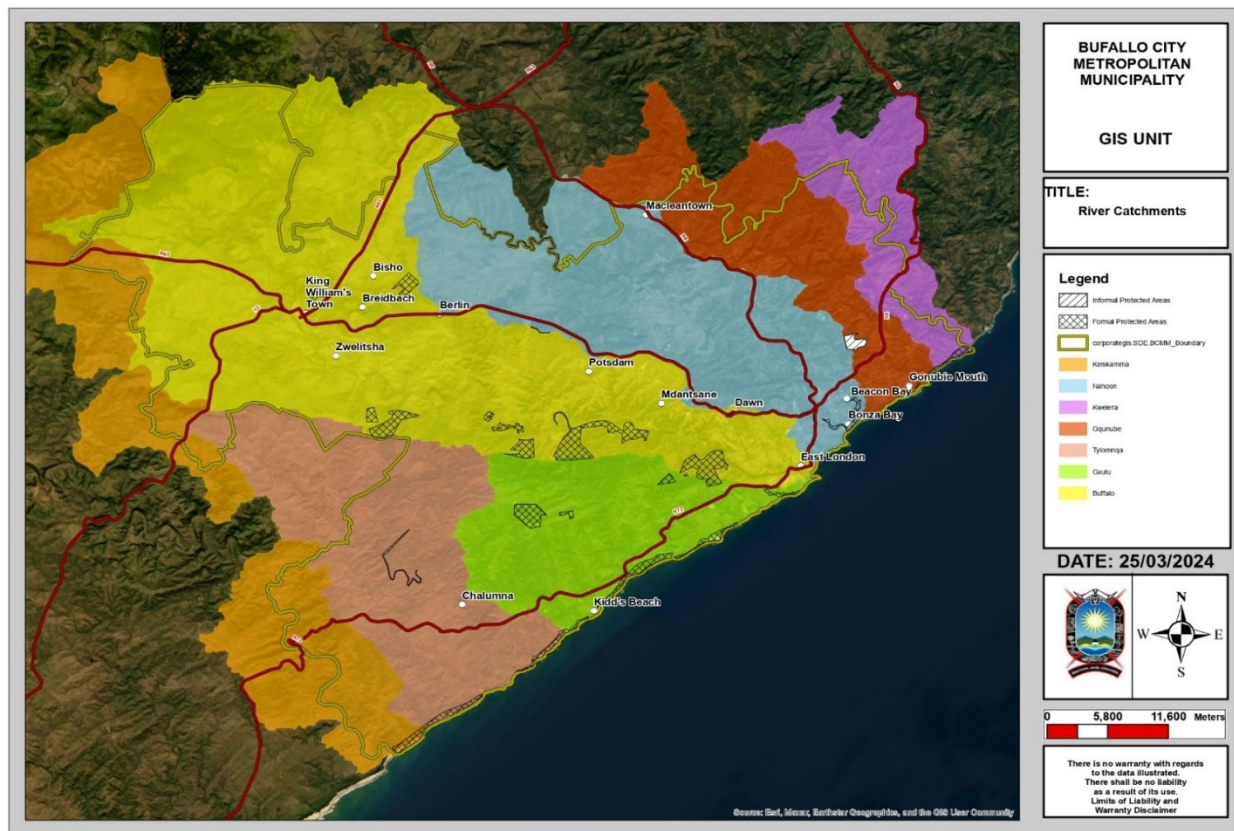 BUFALLO CITY
METROPOLITAN
MUNICIPALITY
GIS UNIT
TITLE:
River Catchments
Legend
Informal Protected Areas
Formal Protected Areas
corporategis.SDE.BCMM_Boundary
Keiskamma
Nahoon
Kwelera
Gqunube
Tylomnqa
Gxulu
Buffalo
DATE: 25/03/2024
N
W
E
S
0 5,800 11,600 Meters
There is no warranty with regards
to the data illustrated.
There shall be no liability
as a result of its use.
Limits of Liability and
Warranty Disclaimer
Macleantown
Bisho
King
William's
Town
Breidbach
Berlin
Zwelitsha
Potsdam
Mdantsane
Dawn
Beacon Bay
Gonubie Mouth
Bonza Bay
East London
Chalumna
Kidd's Beach
Source: Esri, Maxar, Earthstar Geographics, and the GIS User Community